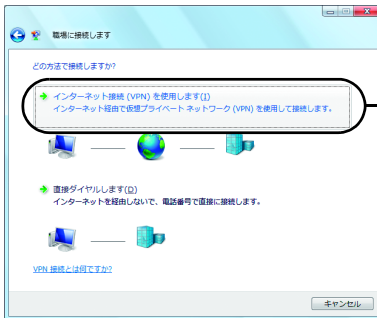 職場に接続します
どの方法で接続しますか?
インターネット接続 (VPN) を使用します(I)
インターネット経由で仮想プライベート ネットワーク (VPN) を使用して接続します。
直接ダイヤルします(D)
インターネットを経由しないで、電話番号で直接に接続します。
VPN 接続とは何ですか?
キャンセル